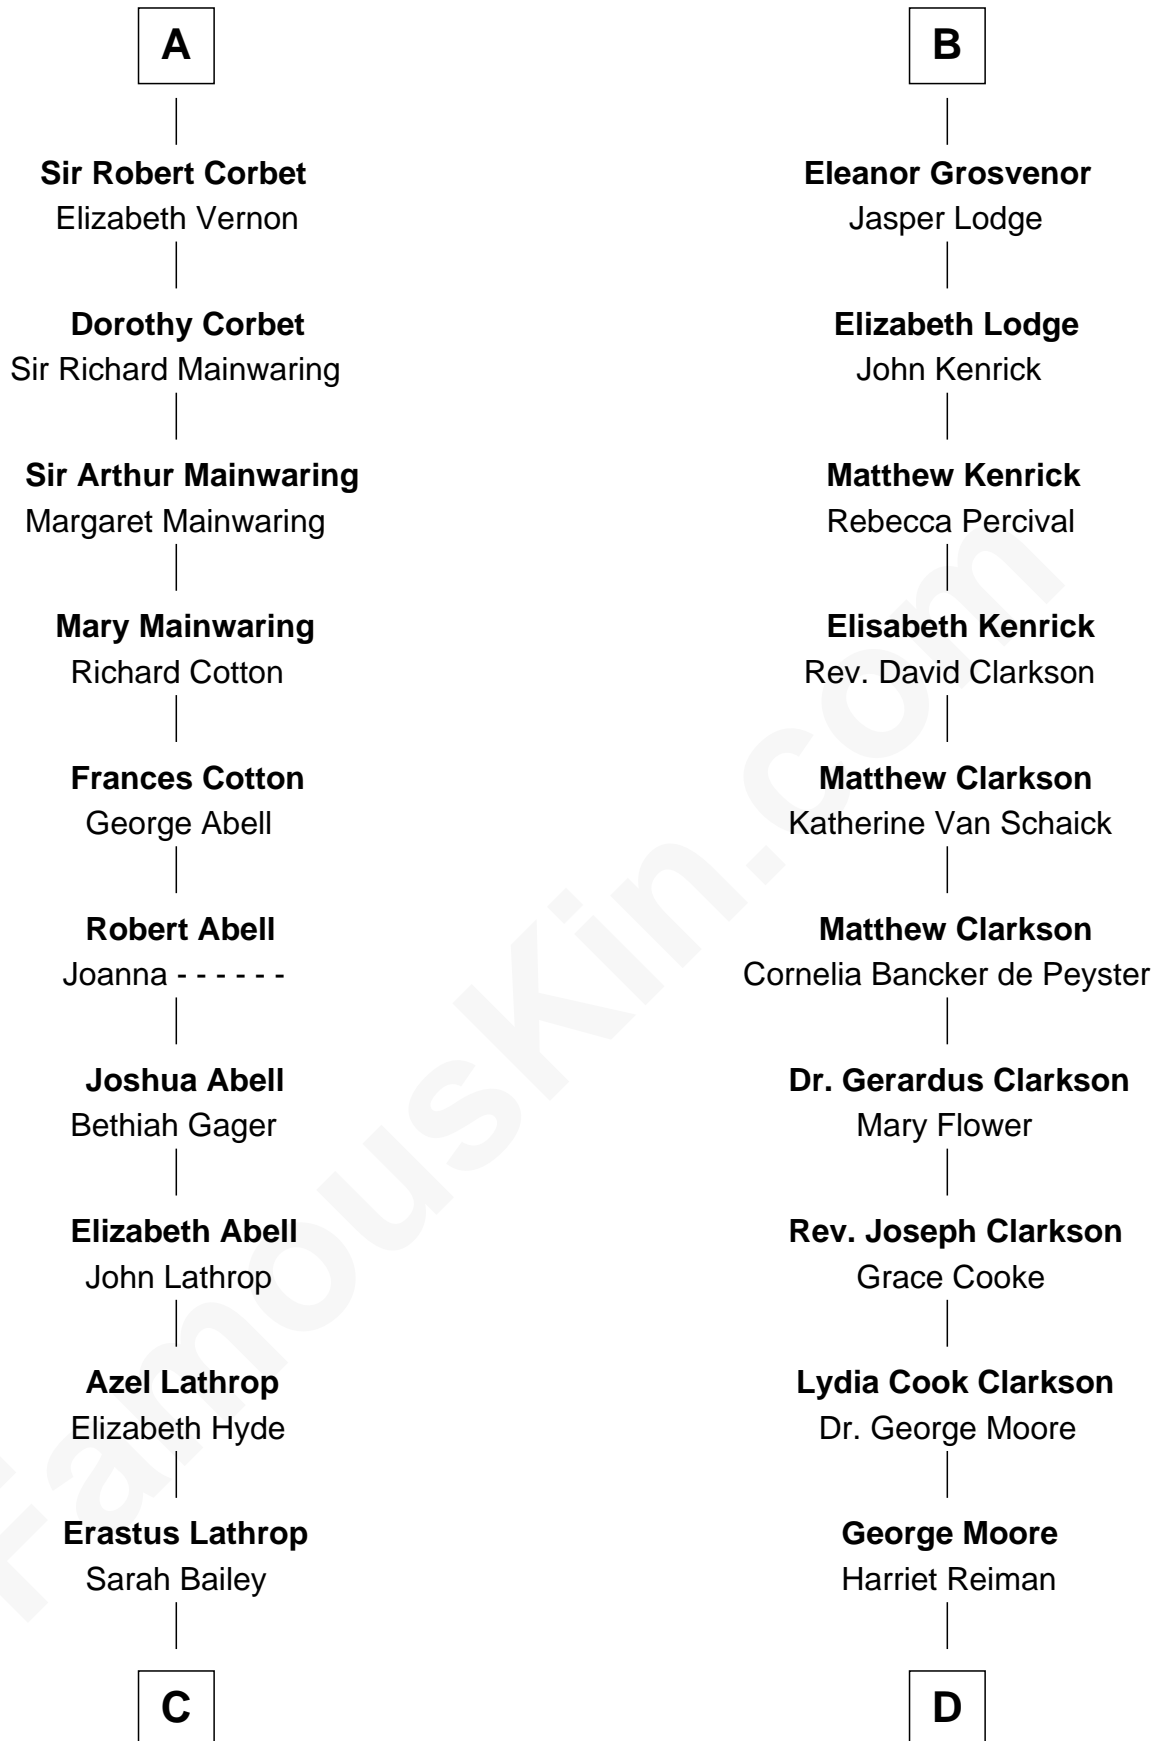 A
Sir Robert Corbet
Elizabeth Vernon
Dorothy Corbet
Sir Richard Mainwaring
Sir Arthur Mainwaring
Margaret Mainwaring
Mary Mainwaring
Richard Cotton
Frances Cotton
George Abell
Robert Abell
Joanna - - - - - -
Joshua Abell
Bethiah Gager
Elizabeth Abell
John Lathrop
Azel Lathrop
Elizabeth Hyde
Erastus Lathrop
Sarah Bailey
C
B
Eleanor Grosvenor
Jasper Lodge
Elizabeth Lodge
John Kenrick
Matthew Kenrick
Rebecca Percival
Elisabeth Kenrick
Rev. David Clarkson
Matthew Clarkson
Katherine Van Schaick
Matthew Clarkson
Cornelia Bancker de Peyster
Dr. Gerardus Clarkson
Mary Flower
Rev. Joseph Clarkson
Grace Cooke
Lydia Cook Clarkson
Dr. George Moore
George Moore
Harriet Reiman
D
FamousKin.com